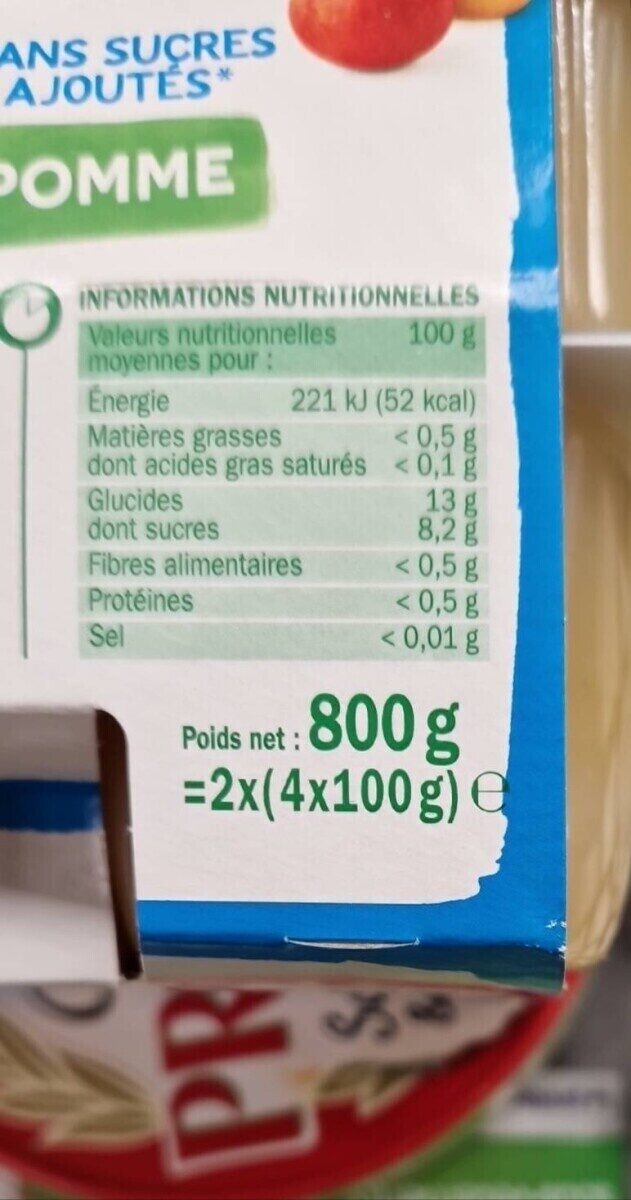 ANS SUCRES
AJOUTÉS*
POMME
INFORMATIONS NUTRITIONNELLES
Valeurs nutritionnelles 100 g
moyennes pour :
Énergie 221 kJ (52 kcal)
Matières grasses < 0,5 g
dont acides gras saturés < 0,1 g
Glucides 13 g
dont sucres 8,2 g
Fibres alimentaires < 0,5 g
Protéines < 0,5 g
Sel < 0,01 g
Poids net : 800 g
=2x(4x100g) e
PR